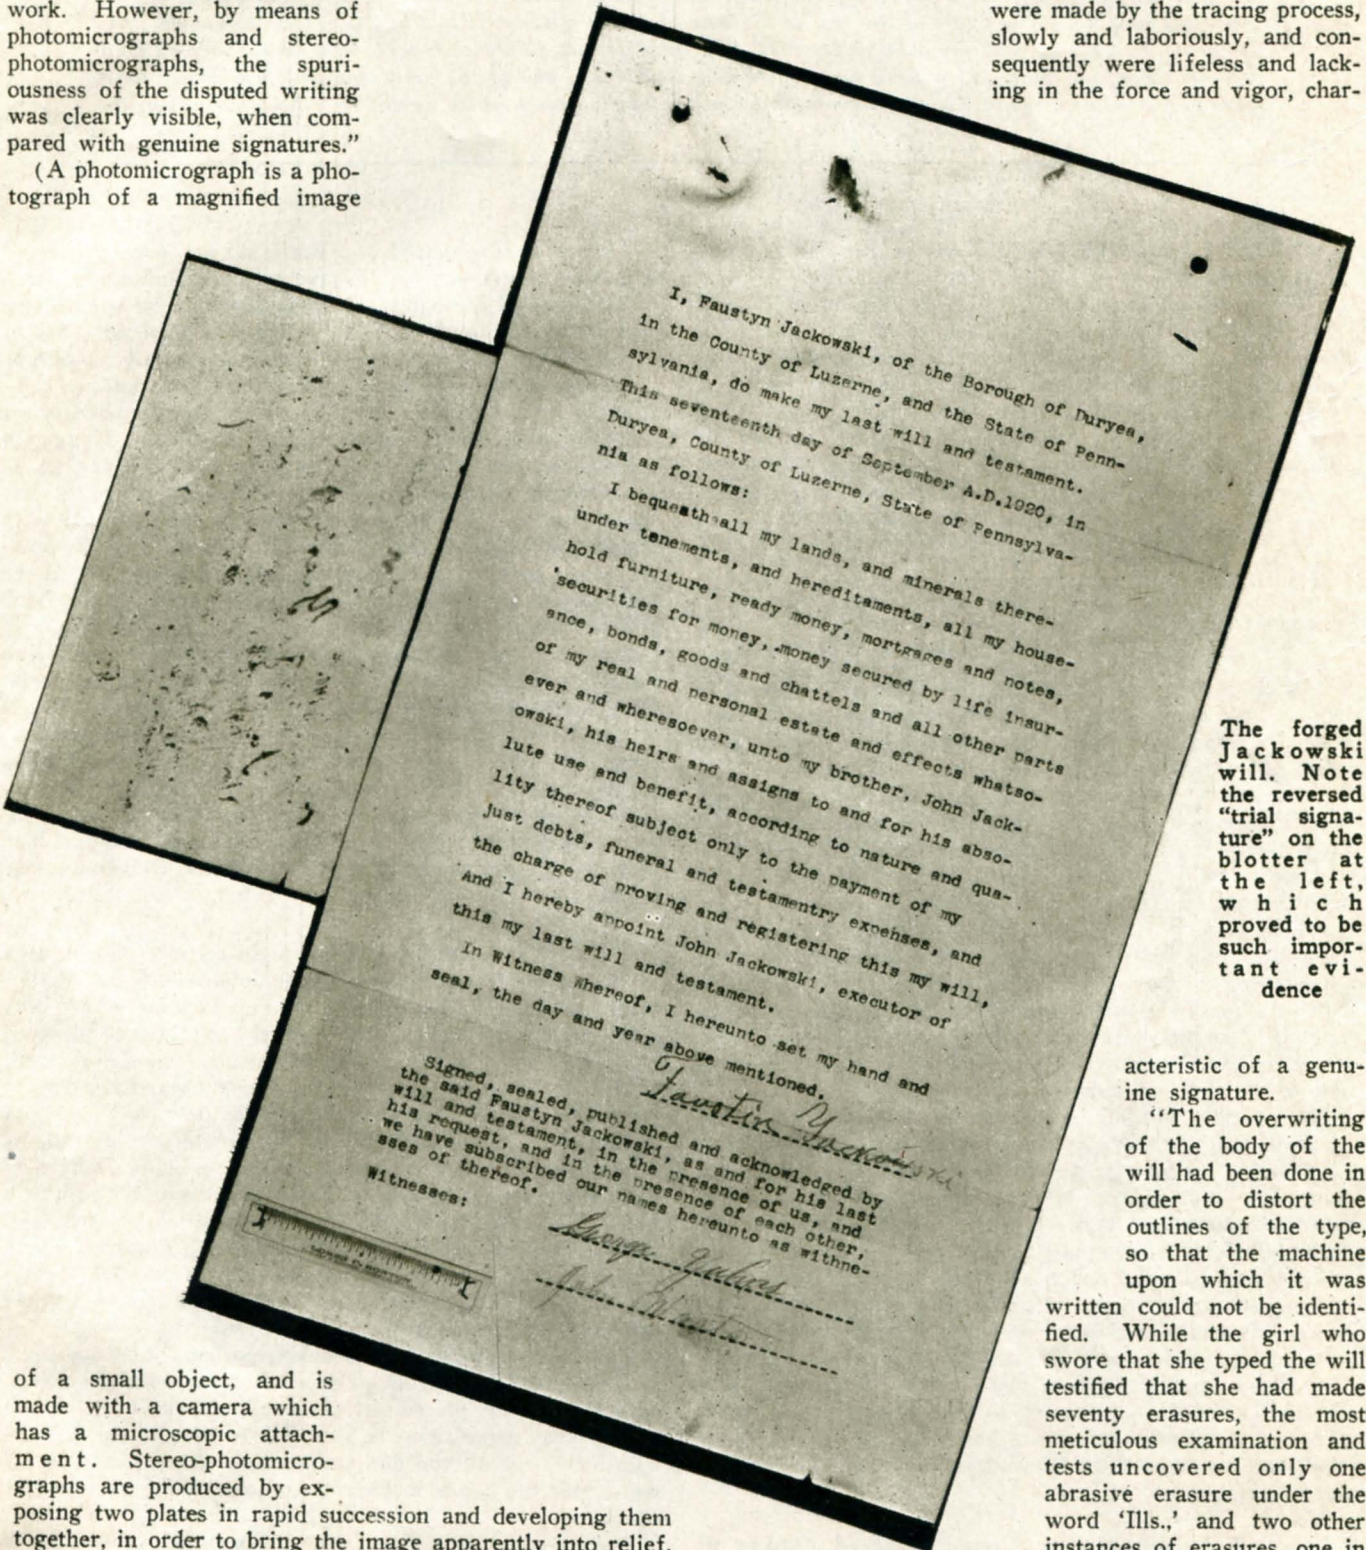 work. However, by means of
photomicrographs and stereo-
photomicrographs, the spuri-
ousness of the disputed writing
was clearly visible, when com-
pared with genuine signatures."
(A photomicrograph is a pho-
tograph of a magnified image
were made by the tracing process,
slowly and laboriously, and con-
sequently were lifeless and lack-
ing in the force and vigor, char-
I, Faustyn Jackowski, of the Borough of Duryea,
in the County of Luzerne, and the State of Penn-
sylvania, do make my last will and testament.
This seventeenth day of September A.D.1920, in
Duryea, County of Luzerne, State of Pennsylva-
nia as follows:
I bequeath all my lands, and minerals there-
under tenements, and hereditaments, all my house-
hold furniture, ready money, mortgages and notes,
securities for money, money secured by life insur-
ance, bonds, goods and chattels and all other parts
of my real and personal estate and effects whatso-
ever and wheresoever, unto my brother, John Jack-
owski, his heirs and assigns to and for his abso-
lute use and benefit, according to nature and qua-
lity thereof subject only to the payment of my
just debts, funeral and testamentry expenses, and
the charge of proving and registering this my will,
And I hereby appoint John Jackowski, executor of
this my last will and testament.
In Witness Whereof, I hereunto set my hand and
seal, the day and year above mentioned.
Faustin Yackowski
Signed, sealed, published and acknowledged by
the said Faustyn Jackowski, as and for his last
will and testament, in the presence of us, and
his request, and in the presence of each other,
we have subscribed our names hereunto as withne-
sses of thereof.
Witnesses:
George
The forged
Jackowski
will. Note
the reversed
"trial signa-
ture" on the
blotter at
the left,
which
proved to be
such impor-
tant evi-
dence
of a small object, and is
made with a camera which
has a microscopic attach-
ment. Stereo-photomicro-
graphs are produced by ex-
posing two plates in rapid succession and developing them
together, in order to bring the image apparently into relief.
acteristic of a genu-
ine signature.
"The overwriting
of the body of the
will had been done in
order to distort the
outlines of the type,
so that the machine
upon which it was
written could not be identi-
fied. While the girl who
swore that she typed the will
testified that she had made
seventy erasures, the most
meticulous examination and
tests uncovered only one
abrasive erasure under the
word 'Ills.,' and two other
instances of erasures, one in